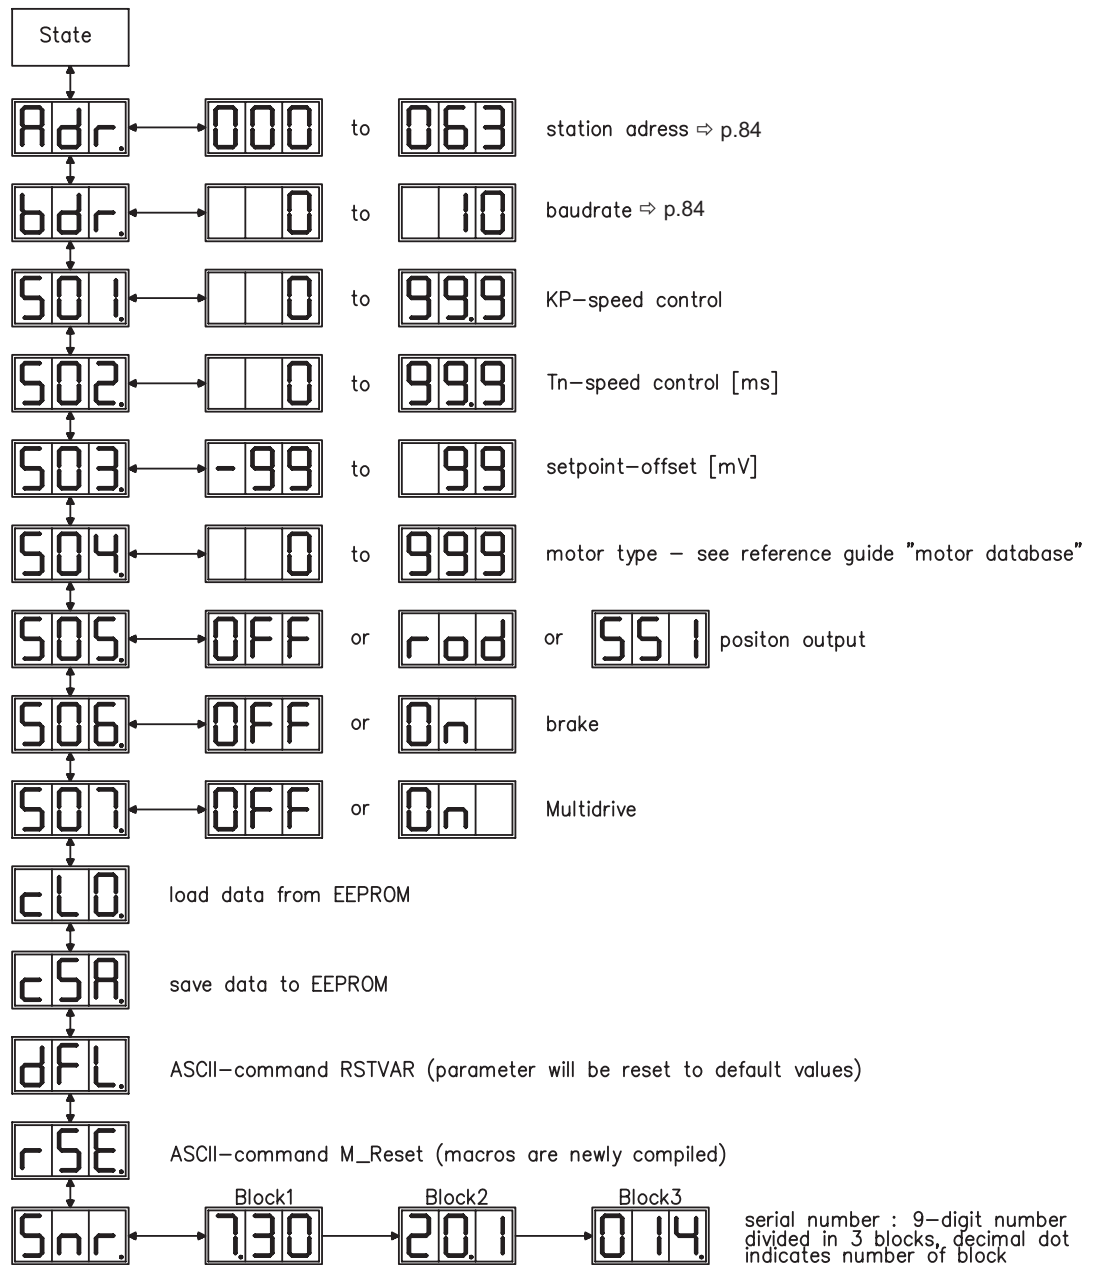 State
Adr. 000 to 063 station adress ⇨ p.84
bdr. 0 to 10 baudrate ⇨ p.84
S01. 0 to 99.9 KP-speed control
S02. 0 to 99.9 Tn-speed control [ms]
S03. -99 to 99 setpoint-offset [mV]
S04. 0 to 999 motor type - see reference guide "motor database"
S05. OFF or rod or SSI positon output
S06. OFF or On brake
S07. OFF or On Multidrive
cLO. load data from EEPROM
cSA. save data to EEPROM
dFL. ASCII-command RSTVAR (parameter will be reset to default values)
rSE. ASCII-command M_Reset (macros are newly compiled)
Block1 Block2 Block3
Snr. 7.30 20.1 014. serial number : 9-digit number
divided in 3 blocks, decimal dot
indicates number of block